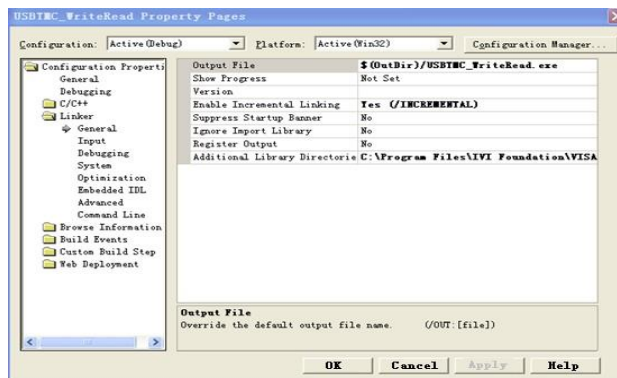 USBTMC_WriteRead Property Pages
Configuration: Active(Debug) Platform: Active(Win32) Configuration Manager...
Configuration Properti
General
Debugging
C/C++
Linker
General
Input
Debugging
System
Optimization
Embedded IDL
Advanced
Command Line
Browse Information
Build Events
Custom Build Step
Web Deployment
Output File $(OutDir)/USBTMC_WriteRead.exe
Show Progress Not Set
Version
Enable Incremental Linking Yes (/INCREMENTAL)
Suppress Startup Banner No
Ignore Import Library No
Register Output No
Additional Library Directorie C:\Program Files\IVI Foundation\VISA
Output File
Override the default output file name. (/OUT:[file])
OK Cancel Apply Help